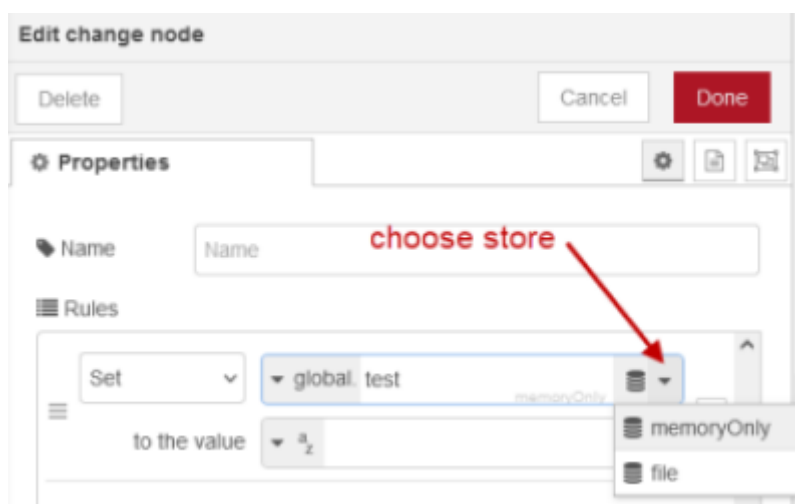 Edit change node
Delete Cancel Done
Properties
Name Name choose store
Rules
Set global. test memoryOnly
to the value az memoryOnly
file